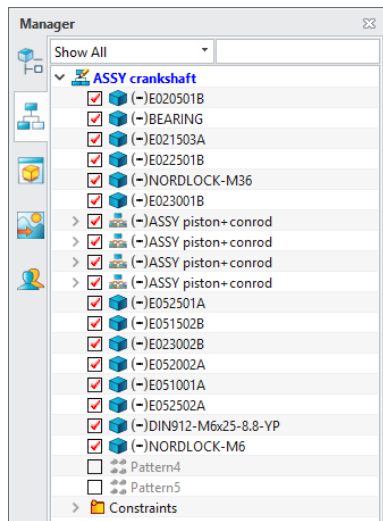 Manager
Show All
ASSY crankshaft
(-)E020501B
(-)BEARING
(-)E021503A
(-)E022501B
(-)NORDLOCK-M36
(-)E023001B
(-)ASSY piston+conrod
(-)ASSY piston+conrod
(-)ASSY piston+conrod
(-)ASSY piston+conrod
(-)E052501A
(-)E051502B
(-)E023002B
(-)E052002A
(-)E051001A
(-)E052502A
(-)DIN912-M6x25-8.8-YP
(-)NORDLOCK-M6
Pattern4
Pattern5
Constraints